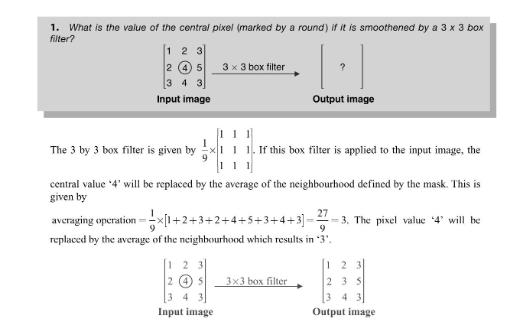 1. What is the value of the central pixel (marked by a round) if it is smoothened by a 3 x 3 box
filter?
1 2 3
2 4 5 3 × 3 box filter ?
3 4 3
Input image Output image
The 3 by 3 box filter is given by 1/9 × [1 1 1; 1 1 1; 1 1 1]. If this box filter is applied to the input image, the
central value ‘4’ will be replaced by the average of the neighbourhood defined by the mask. This is
given by
averaging operation = 1/9 × [1+2+3+2+4+5+3+4+3] = 27/9 = 3. The pixel value ‘4’ will be
replaced by the average of the neighbourhood which results in ‘3’.
1 2 3 1 2 3
2 4 5 3×3 box filter 2 3 5
3 4 3 3 4 3
Input image Output image